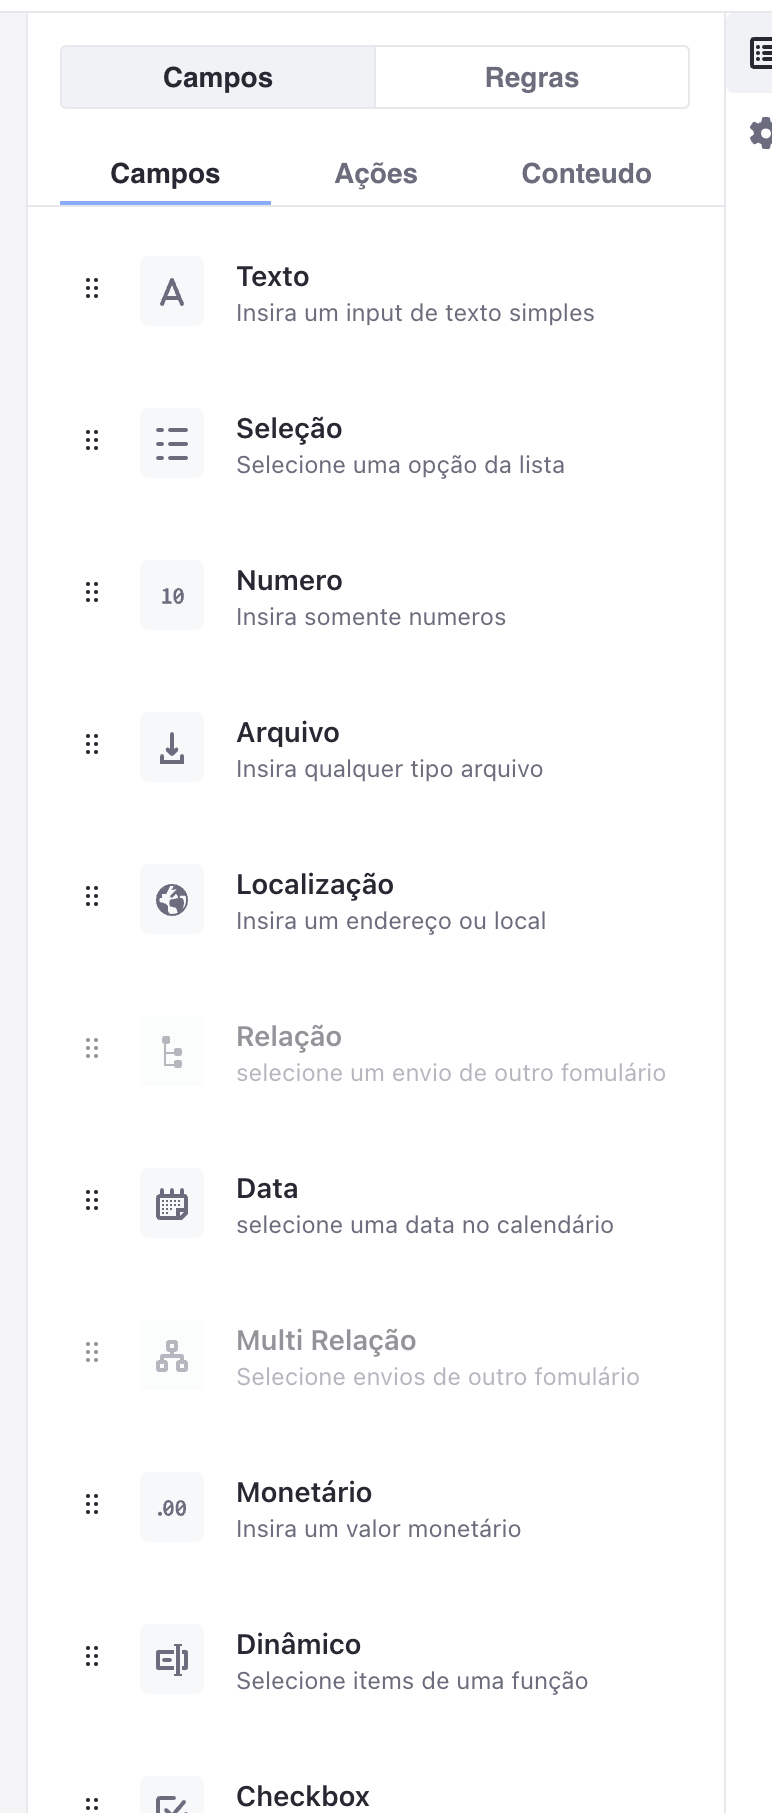 Campos
Regras
Campos
Ações
Conteudo
Texto
Insira um input de texto simples
Seleção
Selecione uma opção da lista
10
Numero
Insira somente numeros
Arquivo
Insira qualquer tipo arquivo
Localização
Insira um endereço ou local
Relação
selecione um envio de outro fomulário
Data
selecione uma data no calendário
Multi Relação
Selecione envios de outro fomulário
.00
Monetário
Insira um valor monetário
Dinâmico
Selecione items de uma função
Checkbox